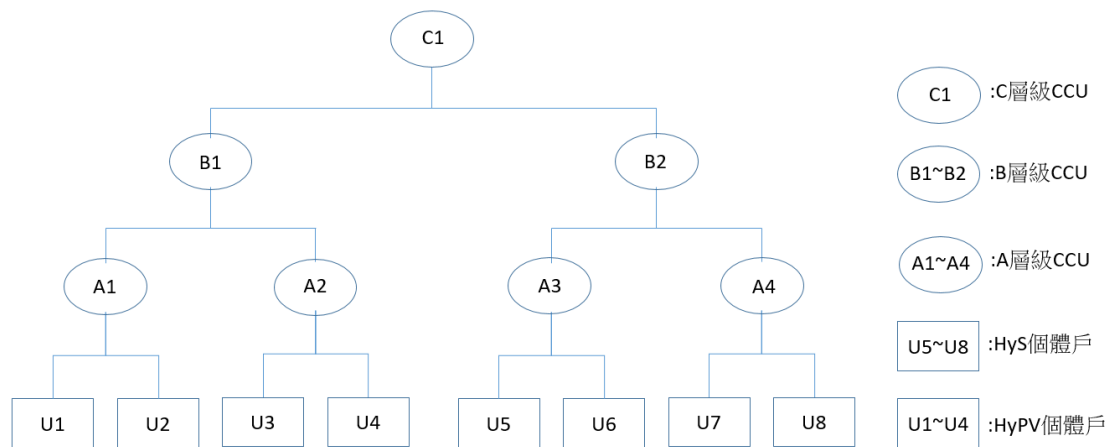 C1
B1
B2
A1
A2
A3
A4
U1
U2
U3
U4
U5
U6
U7
U8
C1 :C層級CCU
B1~B2 :B層級CCU
A1~A4 :A層級CCU
U5~U8 :HyS個體戶
U1~U4 :HyPV個體戶